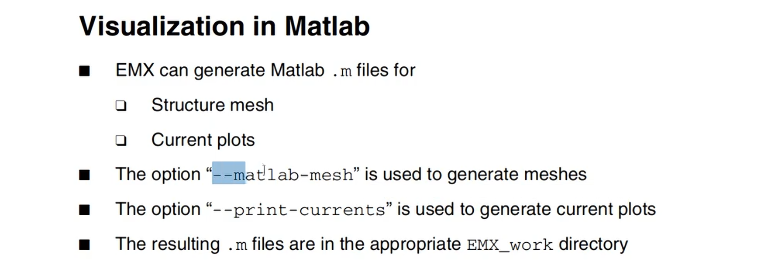 Visualization in Matlab
EMX can generate Matlab .m files for
Structure mesh
Current plots
The option “--matlab-mesh” is used to generate meshes
The option “--print-currents” is used to generate current plots
The resulting .m files are in the appropriate EMX_work directory